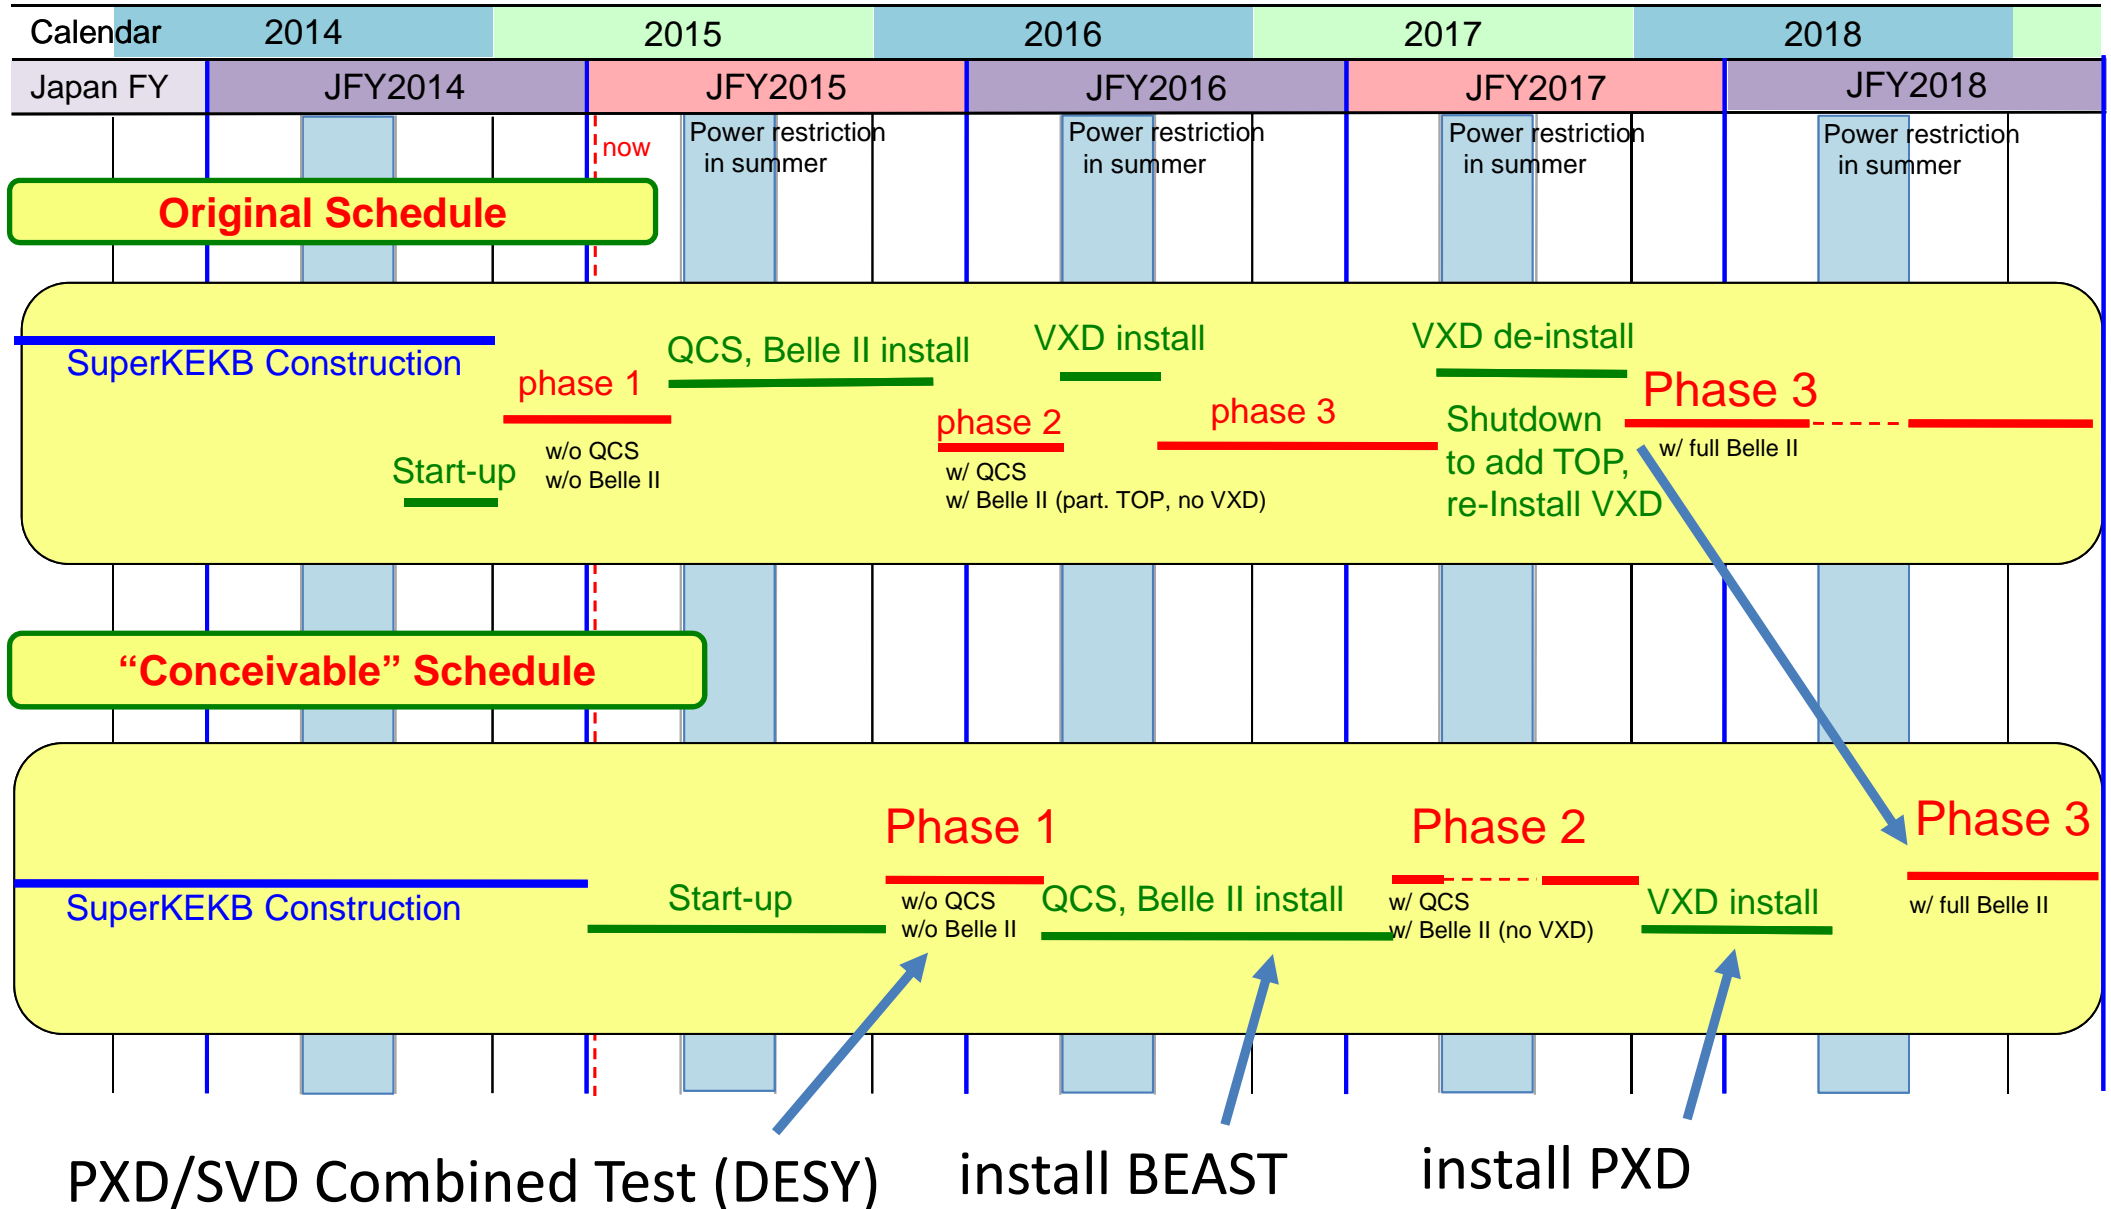 Calendar 2014 2015 2016 2017 2018
Japan FY JFY2014 JFY2015 JFY2016 JFY2017 JFY2018
now
Power restriction
in summer
Power restriction
in summer
Power restriction
in summer
Power restriction
in summer
Original Schedule
SuperKEKB Construction
Start-up
phase 1
w/o QCS
w/o Belle II
QCS, Belle II install
phase 2
w/ QCS
w/ Belle II (part. TOP, no VXD)
VXD install
phase 3
VXD de-install
Shutdown
to add TOP,
re-Install VXD
Phase 3
w/ full Belle II
“Conceivable” Schedule
SuperKEKB Construction
Start-up
Phase 1
w/o QCS
w/o Belle II
QCS, Belle II install
Phase 2
w/ QCS
w/ Belle II (no VXD)
VXD install
Phase 3
w/ full Belle II
PXD/SVD Combined Test (DESY)
install BEAST
install PXD